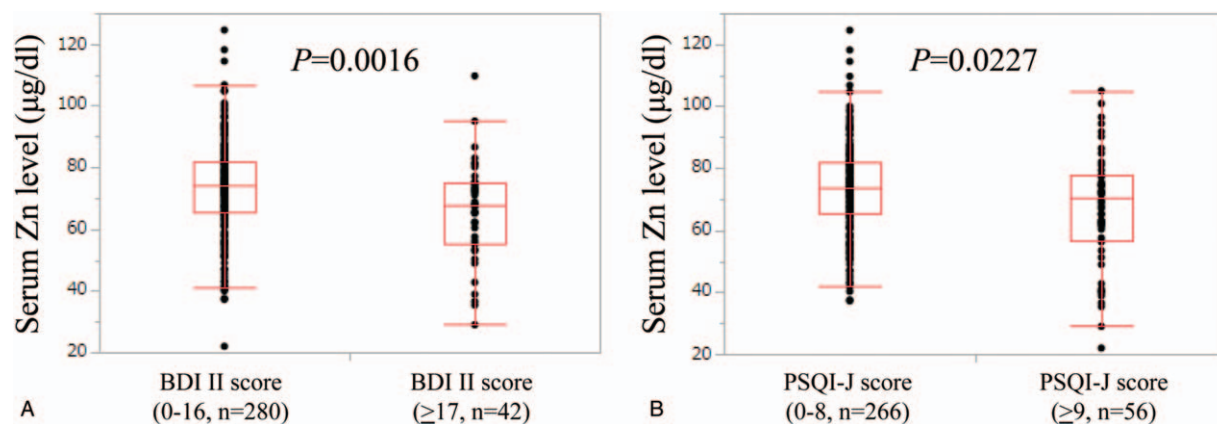 Serum Zn level (µg/dl)
120
100
80
60
40
20
P=0.0016
BDI II score
(0-16, n=280)
BDI II score
(≥17, n=42)
A
Serum Zn level (µg/dl)
120
100
80
60
40
20
P=0.0227
PSQI-J score
(0-8, n=266)
PSQI-J score
(≥9, n=56)
B